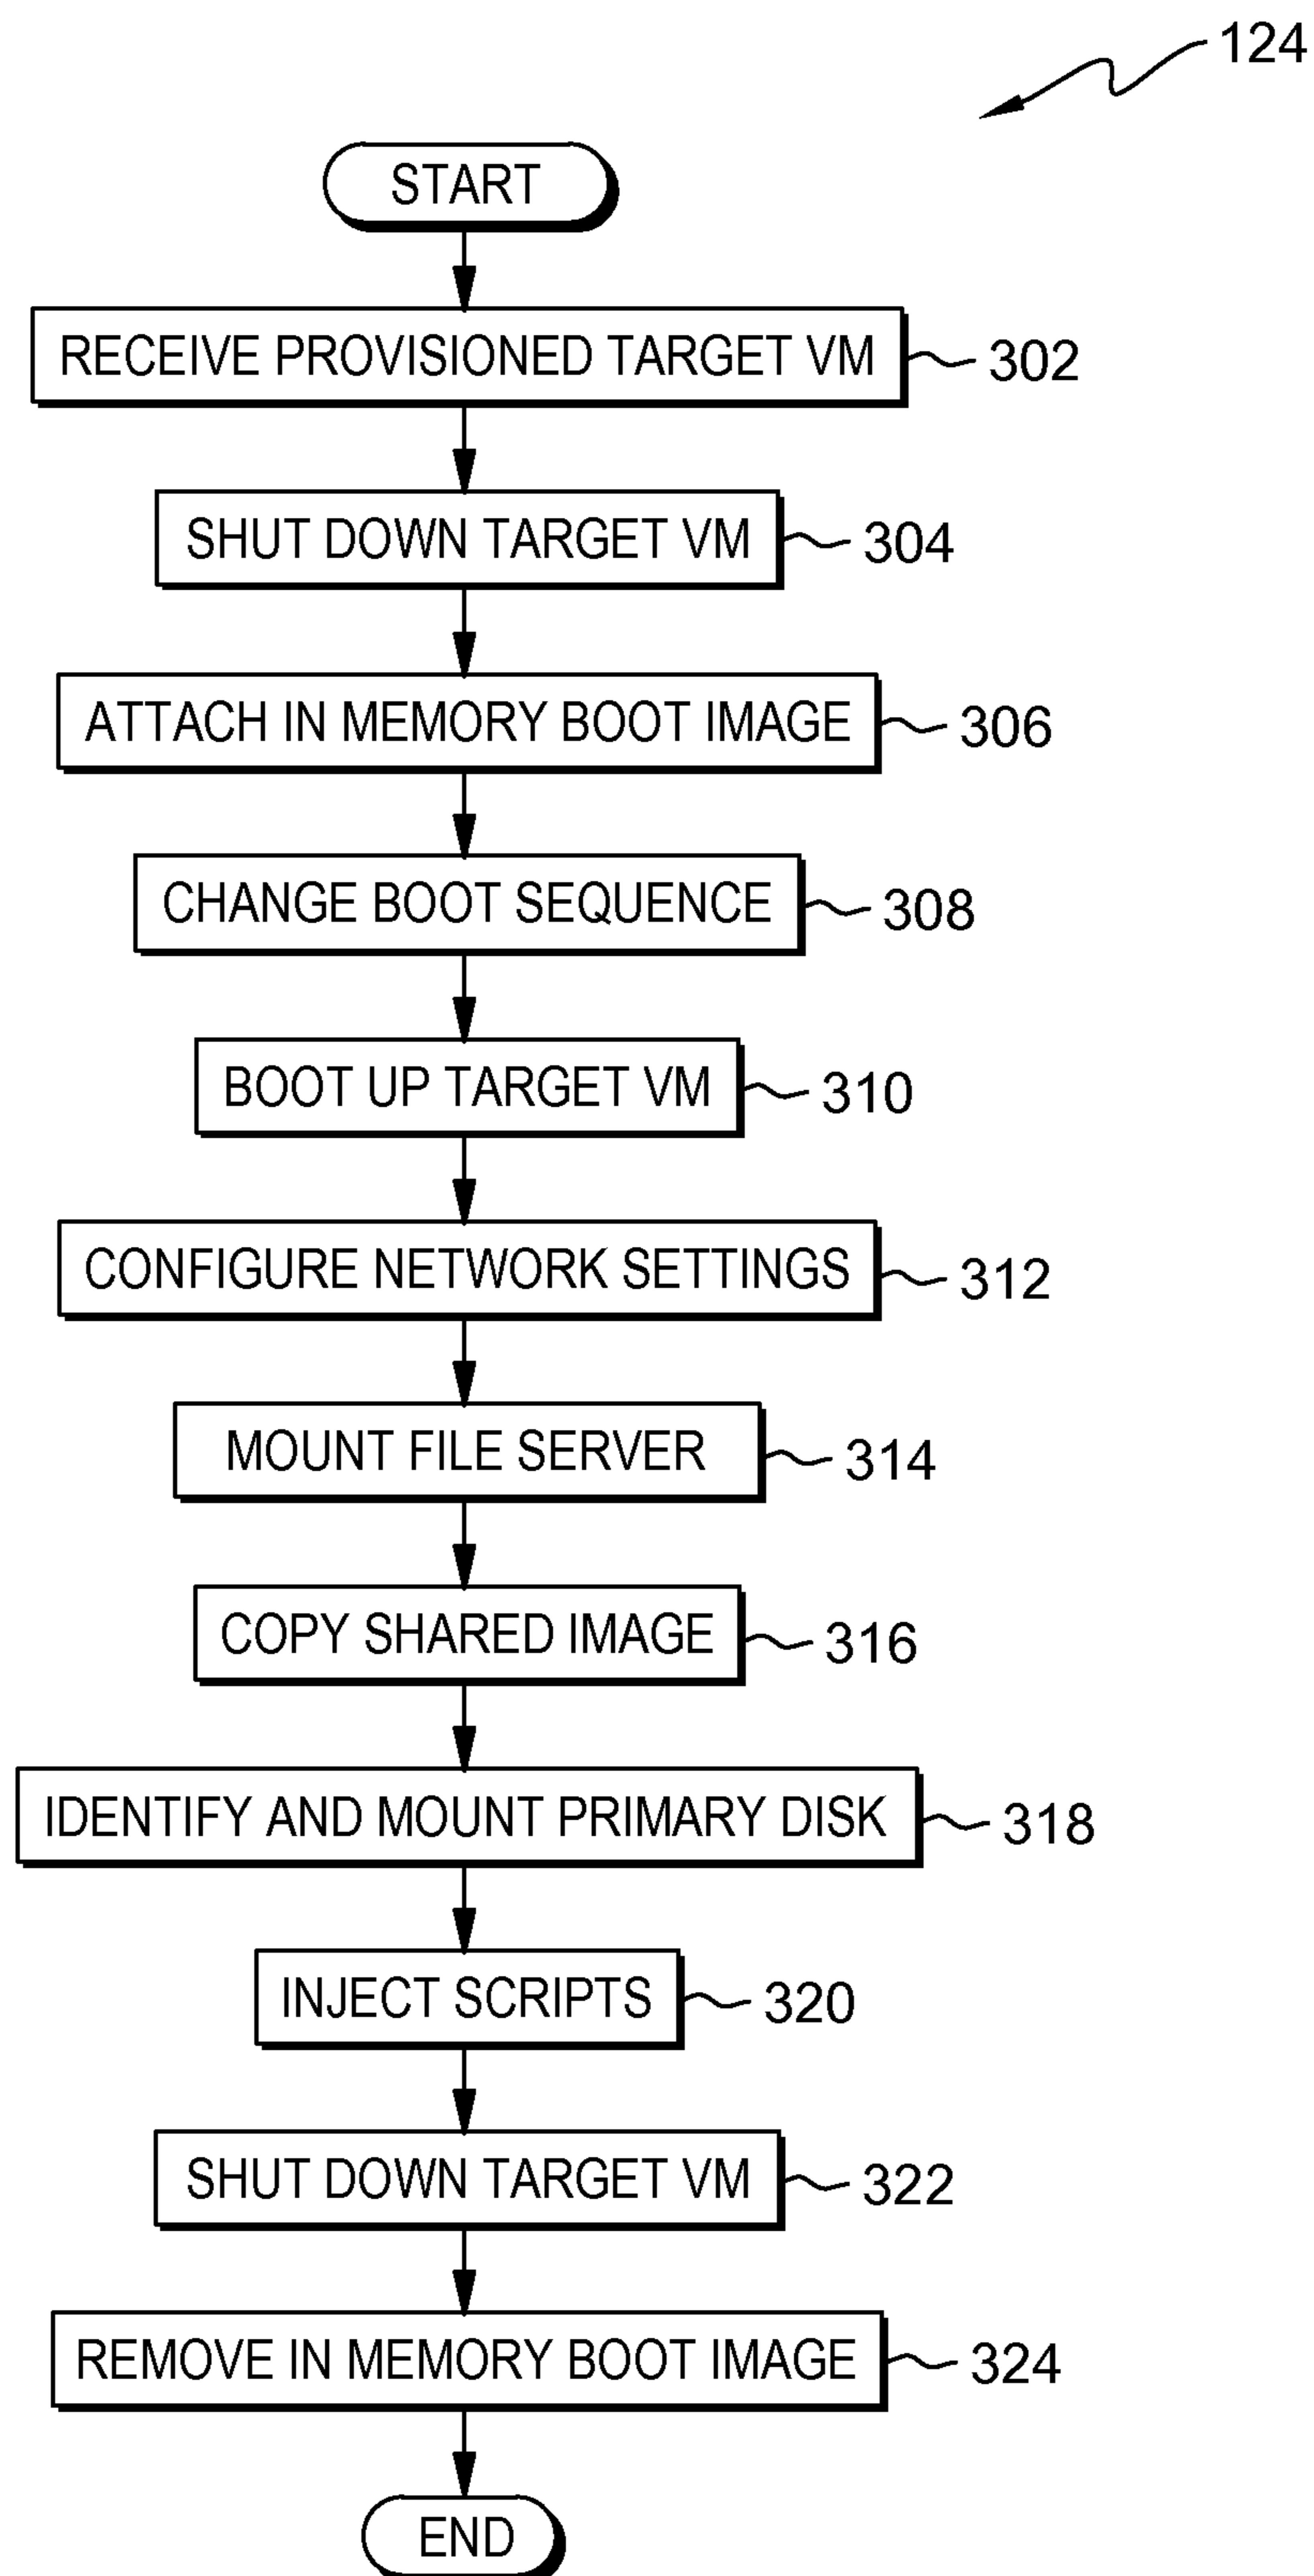 124
START
RECEIVE PROVISIONED TARGET VM
302
SHUT DOWN TARGET VM
304
ATTACH IN MEMORY BOOT IMAGE
306
CHANGE BOOT SEQUENCE
308
BOOT UP TARGET VM
310
CONFIGURE NETWORK SETTINGS
312
MOUNT FILE SERVER
314
COPY SHARED IMAGE
316
IDENTIFY AND MOUNT PRIMARY DISK
318
INJECT SCRIPTS
320
SHUT DOWN TARGET VM
322
REMOVE IN MEMORY BOOT IMAGE
324
END